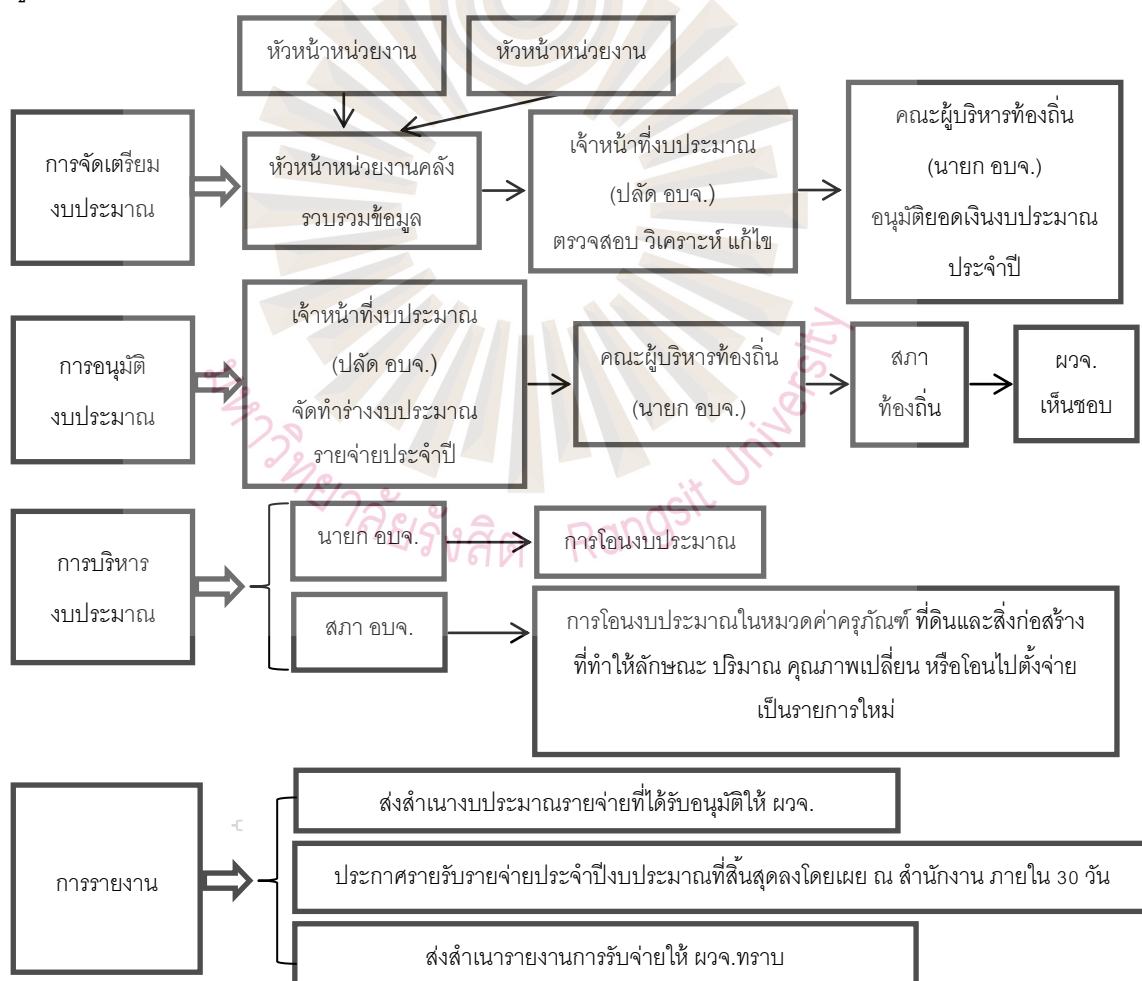 หัวหน้าหน่วยงาน
หัวหน้าหน่วยงาน
การจัดเตรียม
งบประมาณ
หัวหน้าหน่วยงานคลัง
รวบรวมข้อมูล
เจ้าหน้าที่งบประมาณ
(ปลัด อบจ.)
ตรวจสอบ วิเคราะห์ แก้ไข
คณะผู้บริหารท้องถิ่น
(นายก อบจ.)
อนุมัติยอดเงินงบประมาณ
ประจำปี
การอนุมัติ
งบประมาณ
เจ้าหน้าที่งบประมาณ
(ปลัด อบจ.)
จัดทำร่างงบประมาณ
รายจ่ายประจำปี
คณะผู้บริหารท้องถิ่น
(นายก อบจ.)
สภา
ท้องถิ่น
ผวจ.
เห็นชอบ
มหาวิทยาลัยรังสิต Rangsit University
การบริหาร
งบประมาณ
นายก อบจ.
การโอนงบประมาณ
สภา อบจ.
การโอนงบประมาณในหมวดค่าครุภัณฑ์ ที่ดินและสิ่งก่อสร้าง
ที่ทำให้ลักษณะ ปริมาณ คุณภาพเปลี่ยน หรือโอนไปตั้งจ่าย
เป็นรายการใหม่
การรายงาน
ส่งสำเนางบประมาณรายจ่ายที่ได้รับอนุมัติให้ ผวจ.
ประกาศรายรับรายจ่ายประจำปีงบประมาณที่สิ้นสุดลงโดยเผย ณ สำนักงาน ภายใน 30 วัน
ส่งสำเนารายงานการรับจ่ายให้ ผวจ.ทราบ